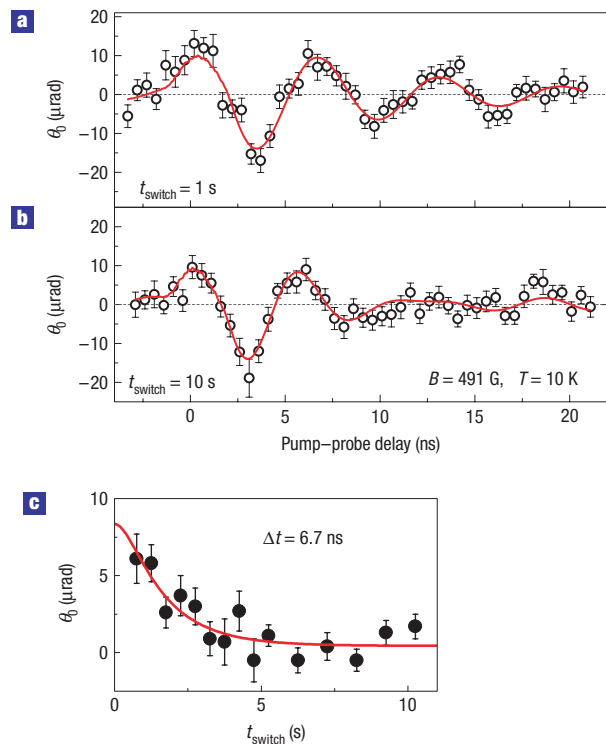 a
20
10
0
−10
−20
θ0 (μrad)
tswitch = 1 s
b
20
10
0
−10
−20
θ0 (μrad)
tswitch = 10 s
B = 491 G, T = 10 K
0 5 10 15 20
Pump–probe delay (ns)
c
10
5
0
θ0 (μrad)
Δt = 6.7 ns
0 5 10
tswitch (s)